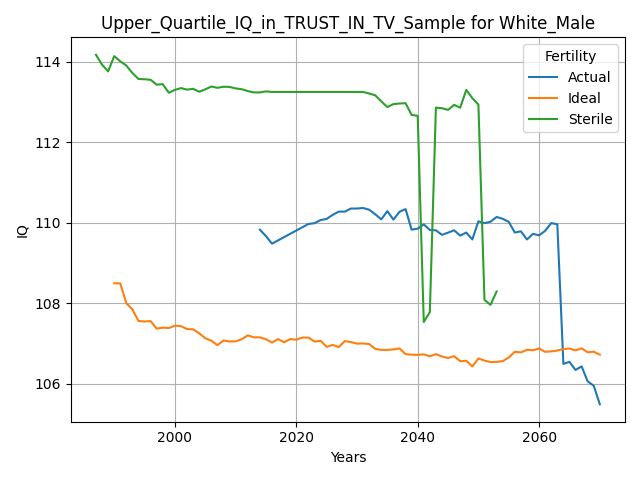 Upper_Quartile_IQ_in_TRUST_IN_TV_Sample for White_Male
Fertility
Actual
Ideal
Sterile
IQ
114
112
110
108
106
2000
2020
2040
2060
Years